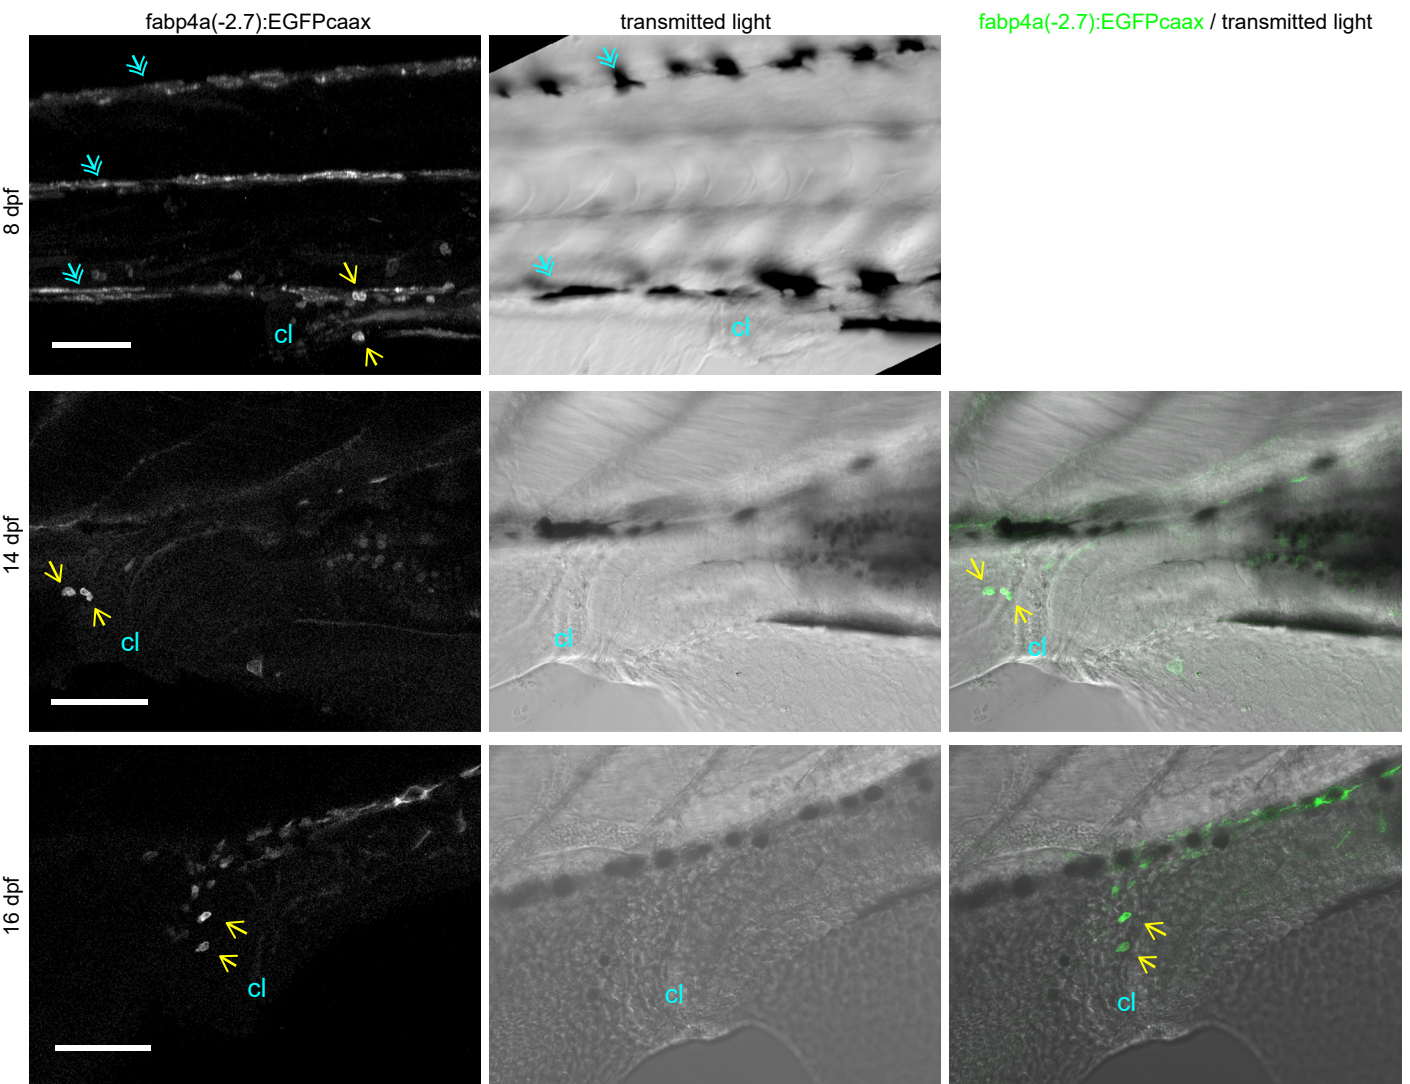 fabp4a(-2.7):EGFPcaax
transmitted light
fabp4a(-2.7):EGFPcaax / transmitted light
8 dpf
cl
cl
14 dpf
cl
cl
cl
16 dpf
cl
cl
cl